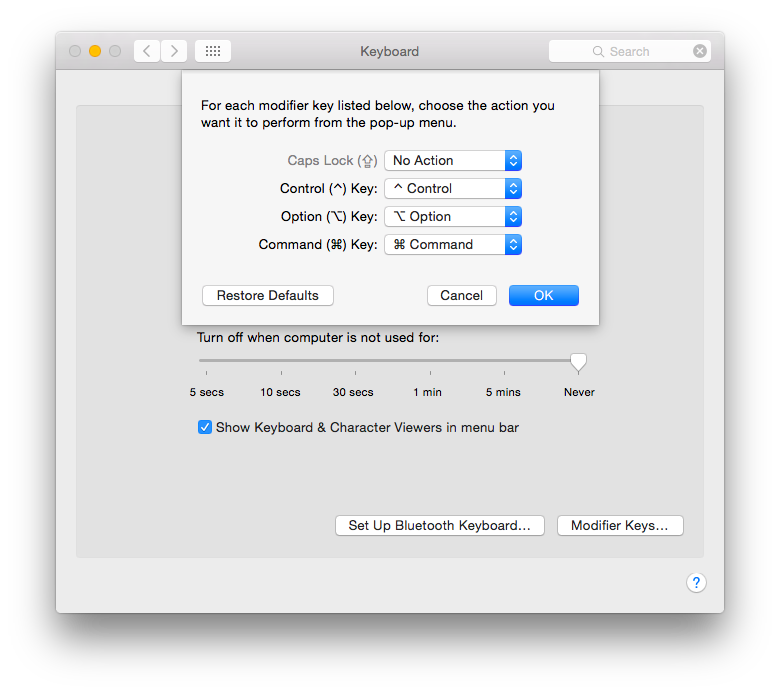 Keyboard
Search
For each modifier key listed below, choose the action you
want it to perform from the pop-up menu.
Caps Lock (⇪) No Action
Control (^) Key: ^ Control
Option (⌥) Key: ⌥ Option
Command (⌘) Key: ⌘ Command
Restore Defaults Cancel OK
Turn off when computer is not used for:
5 secs 10 secs 30 secs 1 min 5 mins Never
Show Keyboard & Character Viewers in menu bar
Set Up Bluetooth Keyboard... Modifier Keys...
?